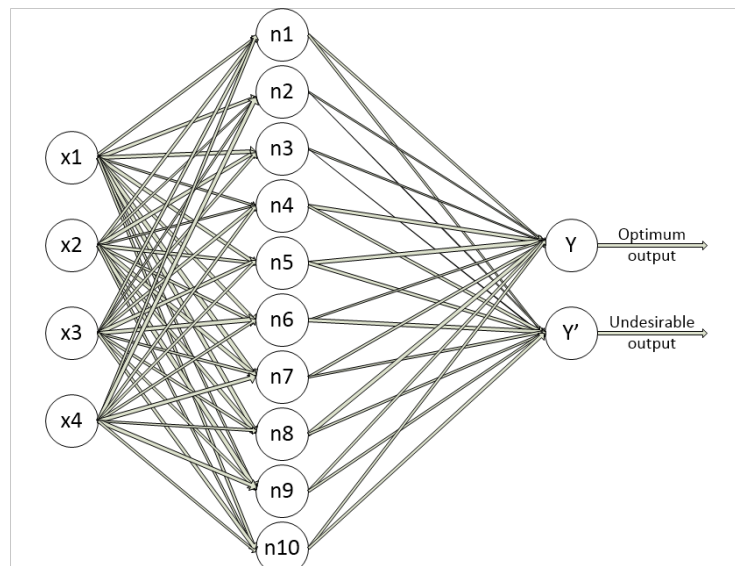 n1
n2
n3
n4
n5
n6
n7
n8
n9
n10
x1
x2
x3
x4
Y
Y'
Optimum
output
Undesirable
output